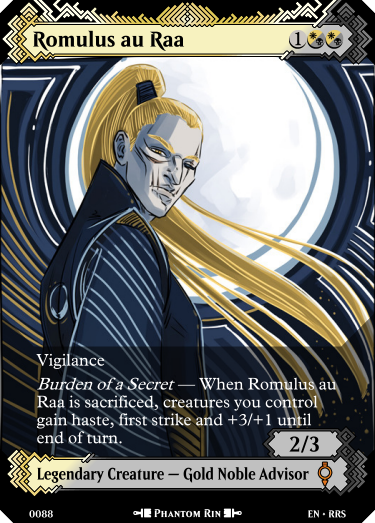 Romulus au Raa 1
Vigilance
Burden of a Secret — When Romulus au
Raa is sacrificed, creatures you control
gain haste, first strike and +3/+1 until
end of turn.
2/3
Legendary Creature — Gold Noble Advisor
0088 Phantom Rin EN · RRS